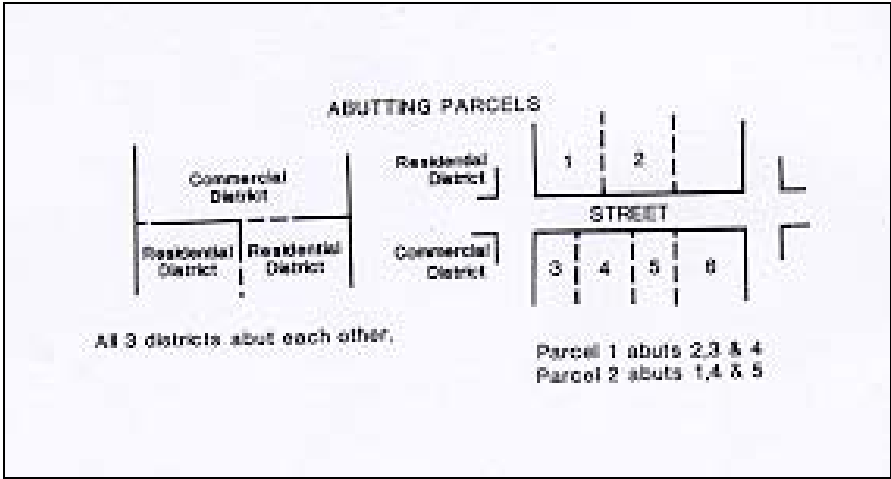 ABUTTING PARCELS
Commercial
District
Residential
District
Residential
District
All 3 districts abut each other.
Residential
District
Commercial
District
1
2
STREET
3
4
5
6
Parcel 1 abuts 2,3 & 4
Parcel 2 abuts 1,4 & 5